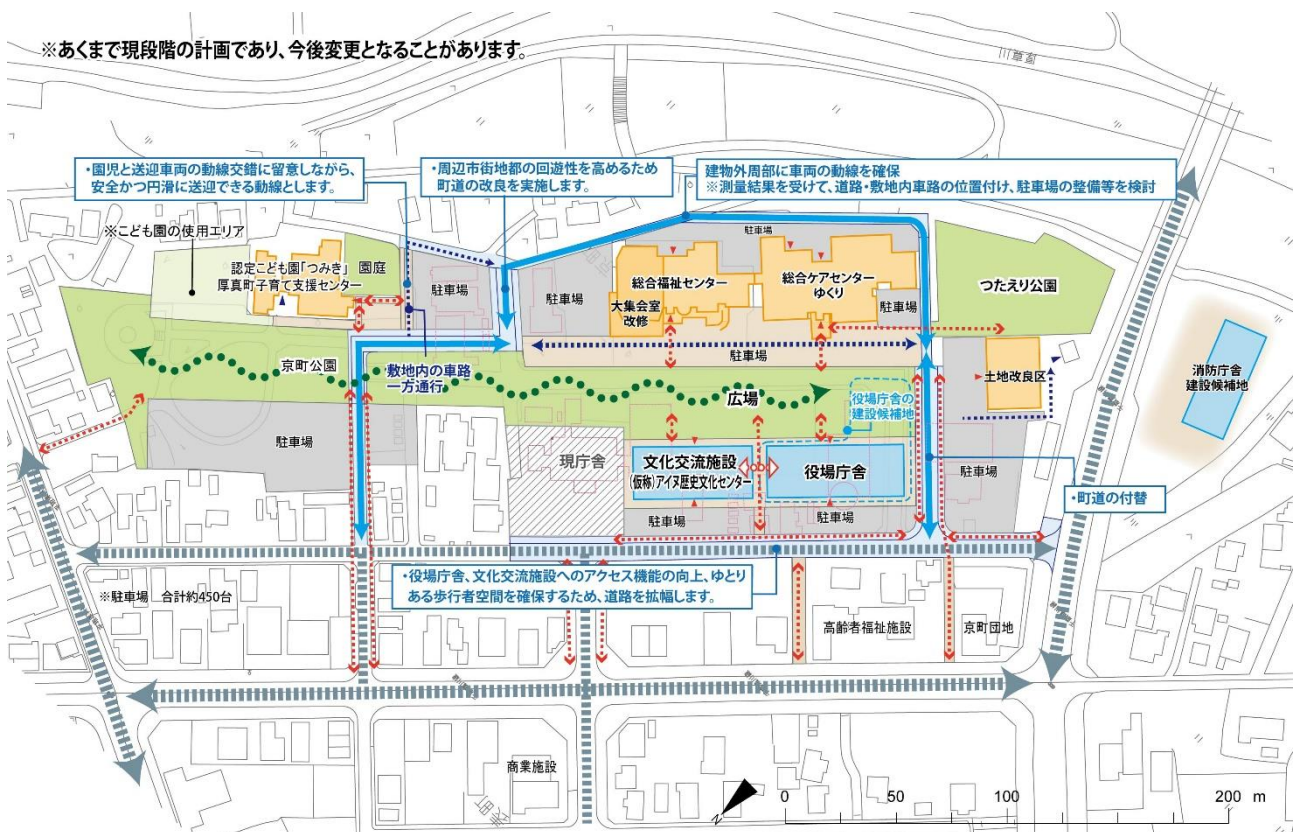 ※あくまで現段階の計画であり、今後変更となることがあります。
・園児と送迎車両の動線交錯に留意しながら、
安全かつ円滑に送迎できる動線とします。
・周辺市街地都の回遊性を高めるため
町道の改良を実施します。
建物外周部に車両の動線を確保
※測量結果を受けて、道路・敷地内車路の位置付け、駐車場の整備等を検討
※こども園の使用エリア
認定こども園「つみき」
厚真町子育て支援センター
園庭
駐車場
駐車場
駐車場
総合福祉センター
大集会室
改修
総合ケアセンター
ゆくり
駐車場
つたえり公園
駐車場
京町公園
敷地内の車路
一方通行
広場
役場庁舎の
建設候補地
土地改良区
消防庁舎
建設候補地
駐車場
現庁舎
文化交流施設
(仮称)アイヌ歴史文化センター
役場庁舎
駐車場
駐車場
駐車場
・町道の付替
・役場庁舎、文化交流施設へのアクセス機能の向上、ゆとり
ある歩行者空間を確保するため、道路を拡幅します。
※駐車場 合計約450台
高齢者福祉施設
京町団地
商業施設
N
0 50 100 200 m